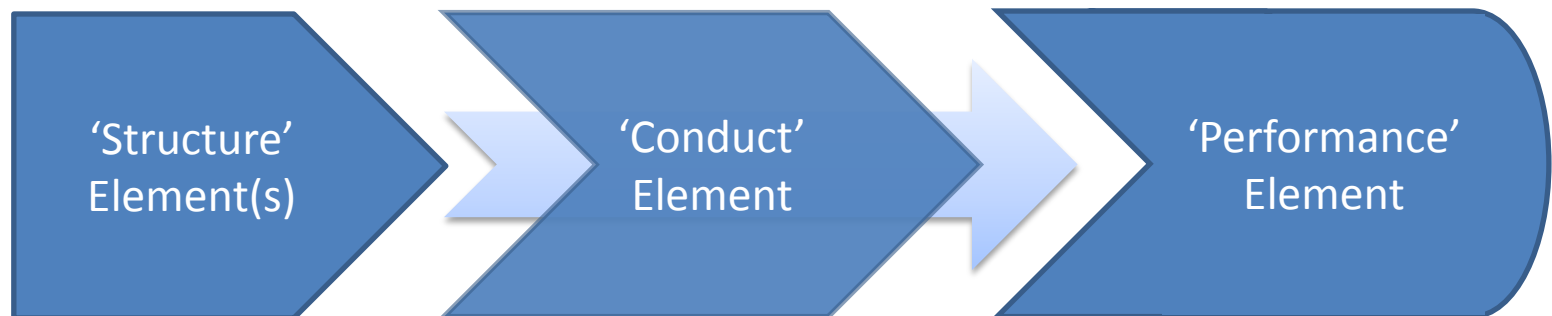 ‘Structure’
Element(s)
‘Conduct’
Element
‘Performance’
Element